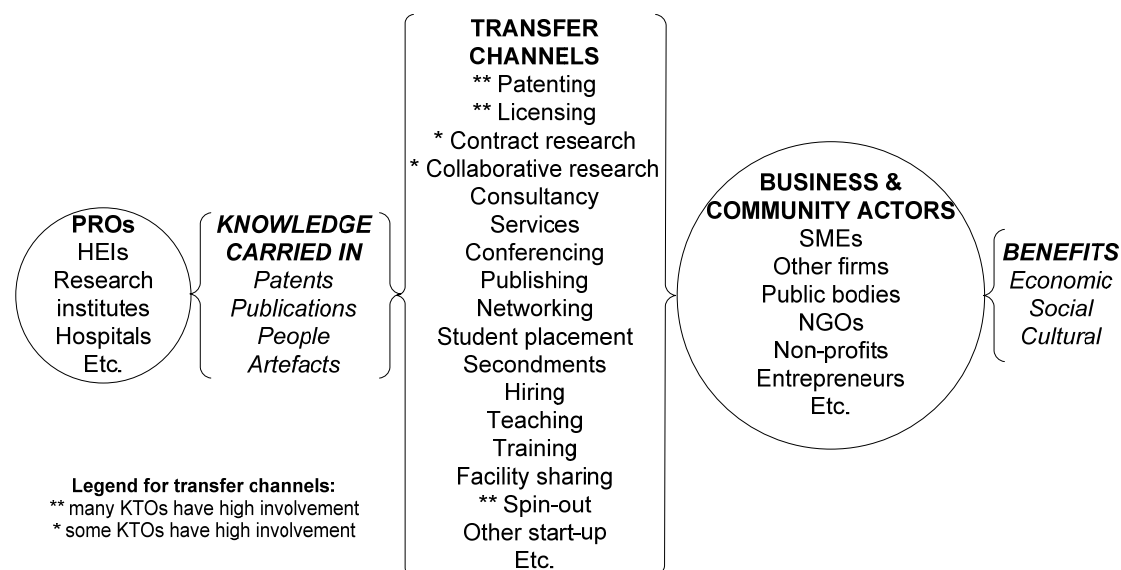 PROs
HEIs
Research
institutes
Hospitals
Etc.
KNOWLEDGE
CARRIED IN
Patents
Publications
People
Artefacts
TRANSFER
CHANNELS
** Patenting
** Licensing
* Contract research
* Collaborative research
Consultancy
Services
Conferencing
Publishing
Networking
Student placement
Secondments
Hiring
Teaching
Training
Facility sharing
** Spin-out
Other start-up
Etc.
BUSINESS &
COMMUNITY ACTORS
SMEs
Other firms
Public bodies
NGOs
Non-profits
Entrepreneurs
Etc.
BENEFITS
Economic
Social
Cultural
Legend for transfer channels:
** many KTOs have high involvement
* some KTOs have high involvement